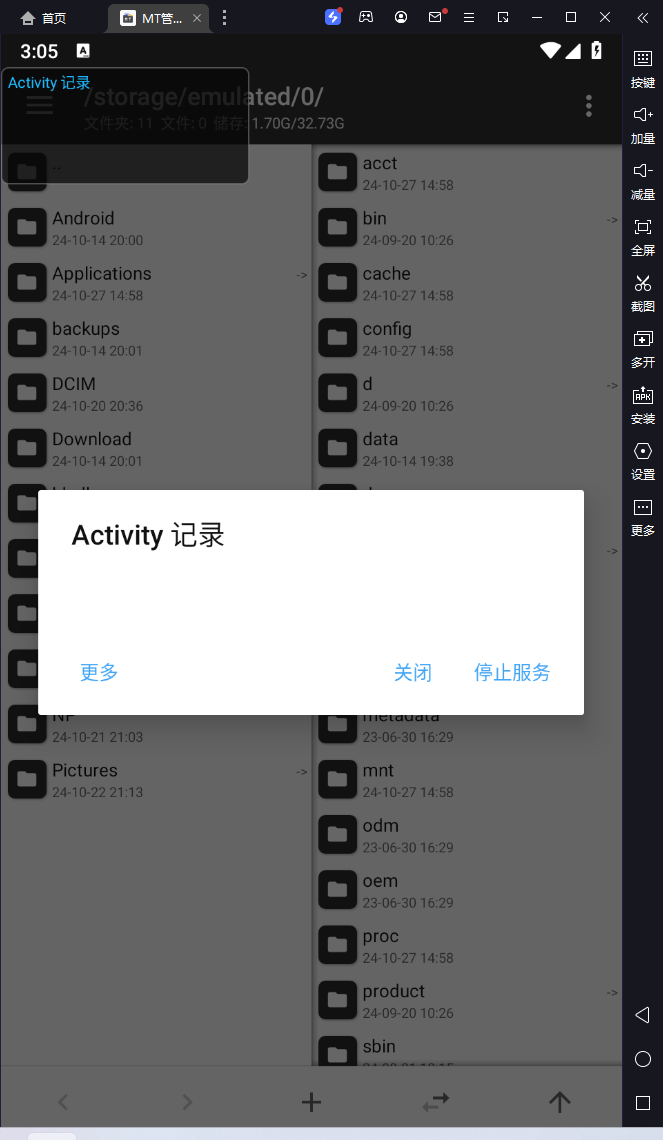 首页
MT管...
3:05
A
Activity 记录
/storage/emulated/0/
文件夹: 11 文件: 0 储存: 1.70G/32.73G
..
Android
24-10-14 20:00
Applications
24-10-27 14:58
->
backups
24-10-14 20:01
DCIM
24-10-20 20:36
Download
24-10-14 20:01
24-10-21 21:03
Pictures
24-10-22 21:13
->
acct
24-10-27 14:58
bin
24-09-20 10:26
->
cache
24-10-27 14:58
config
24-10-27 14:58
d
24-09-20 10:26
->
data
24-10-14 19:38
->
Activity 记录
更多
关闭
停止服务
metadata
23-06-30 16:29
mnt
24-10-27 14:58
odm
23-06-30 16:29
oem
23-06-30 16:29
proc
24-10-27 14:58
product
24-09-20 10:26
->
sbin
按键
加量
减量
全屏
截图
多开
APK
安装
设置
更多